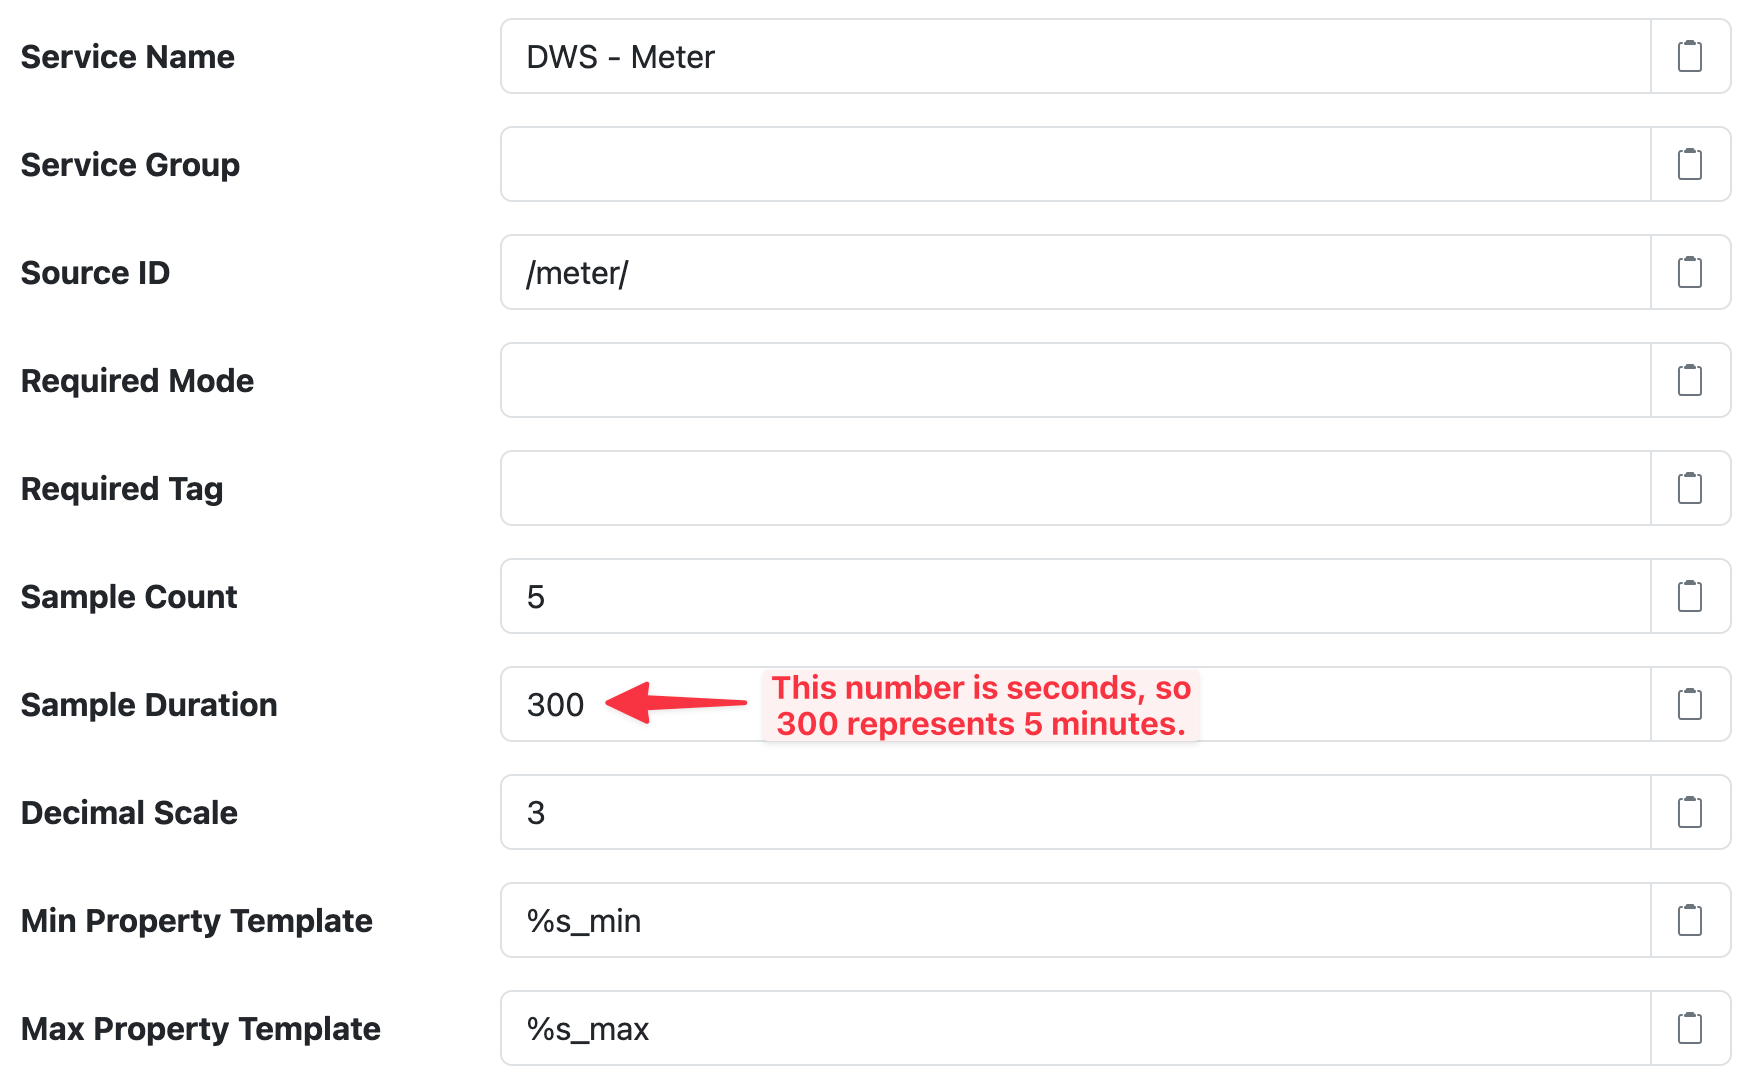 Service Name
DWS - Meter
Service Group
Source ID
/meter/
Required Mode
Required Tag
Sample Count
5
Sample Duration
300
This number is seconds, so
300 represents 5 minutes.
Decimal Scale
3
Min Property Template
%s_min
Max Property Template
%s_max